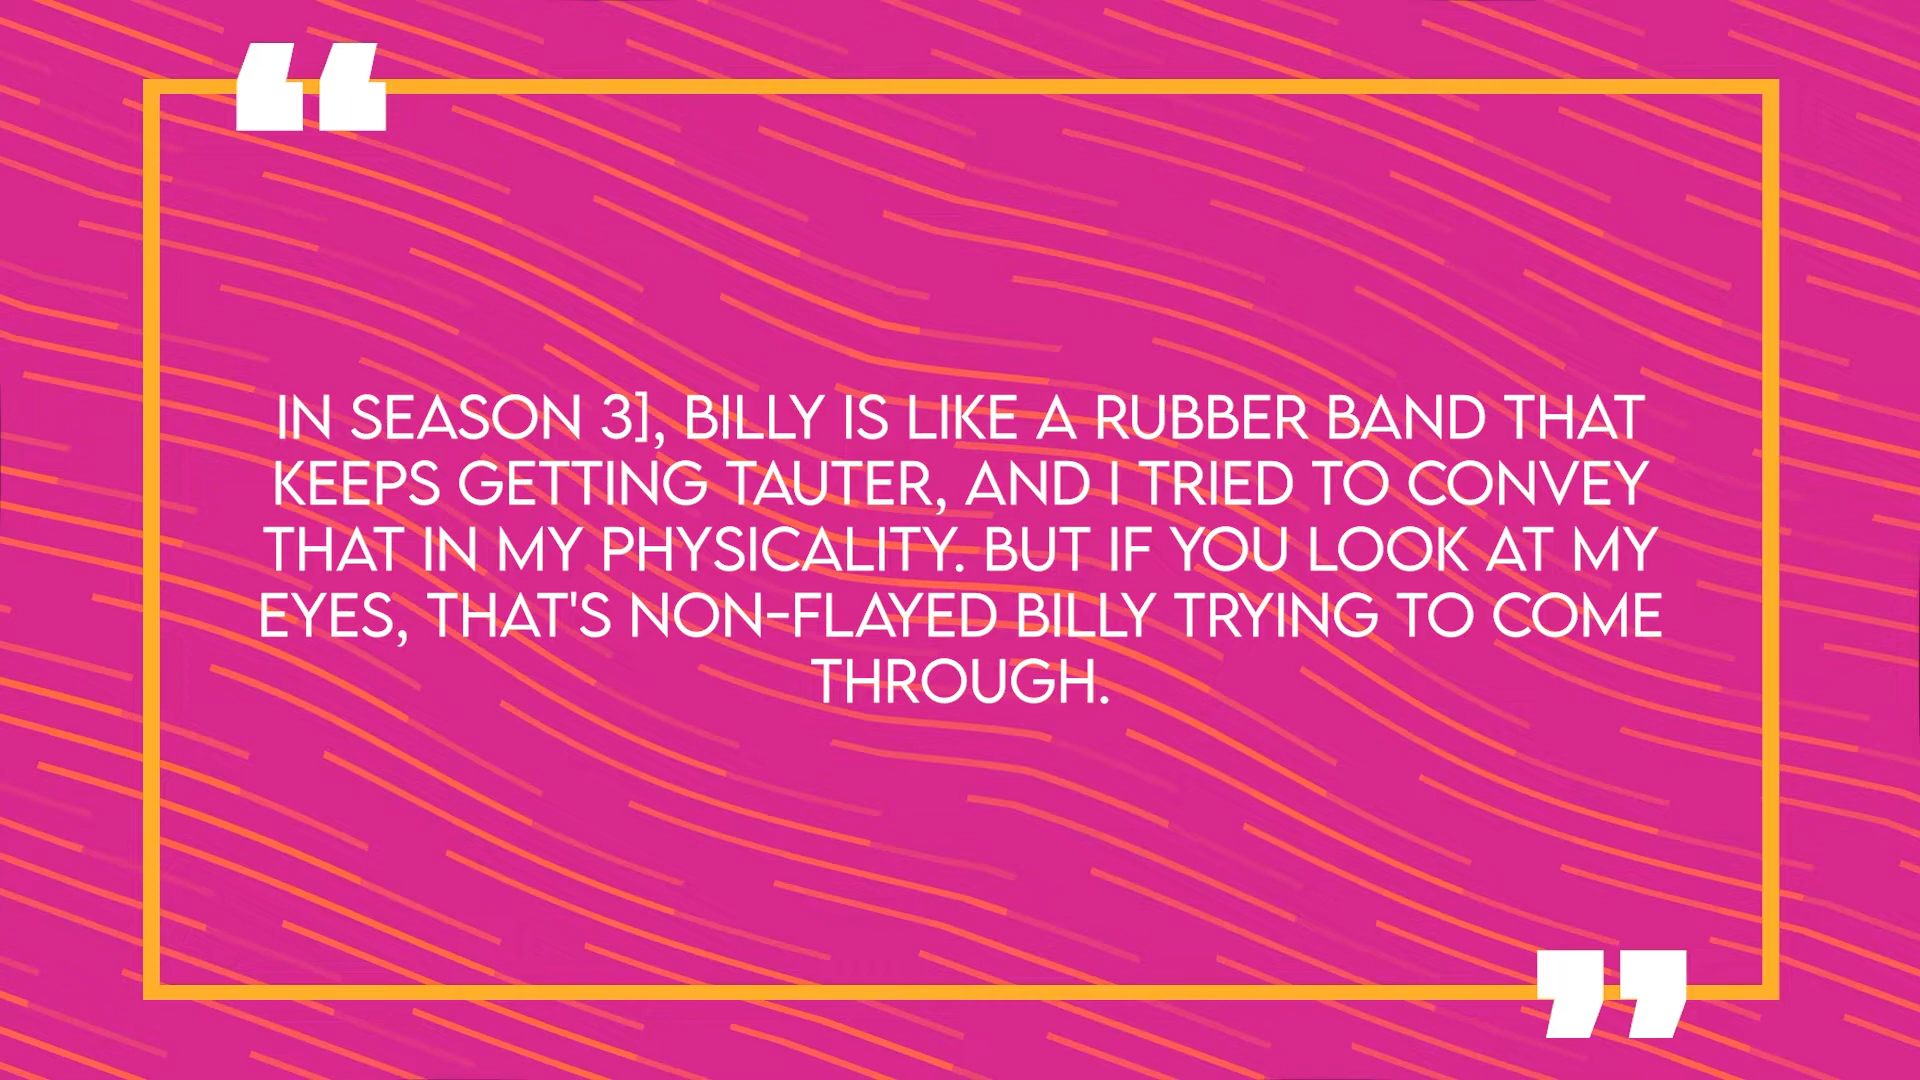 IN SEASON 3], BILLY IS LIKE A RUBBER BAND THAT
KEEPS GETTING TAUTER, AND I TRIED TO CONVEY
THAT IN MY PHYSICALITY. BUT IF YOU LOOK AT MY
EYES, THAT'S NON-FLAYED BILLY TRYING TO COME
THROUGH.